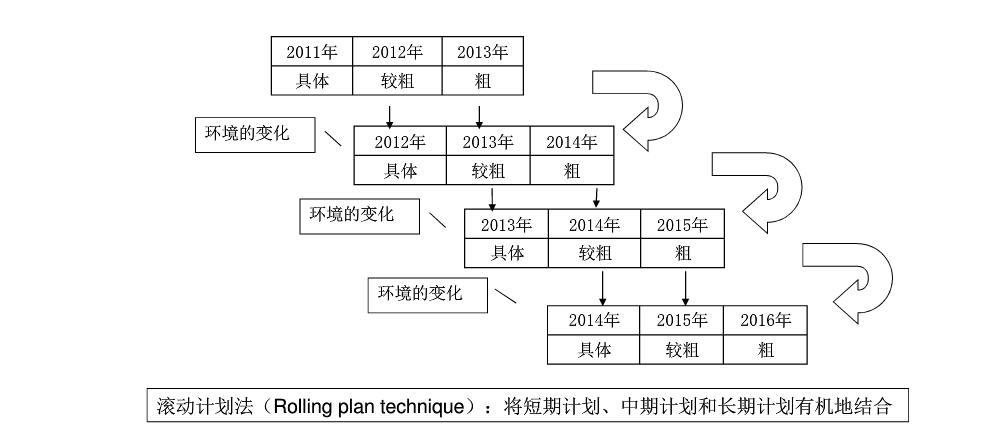 2011年 2012年 2013年
具体 较粗 粗
环境的变化
2012年 2013年 2014年
具体 较粗 粗
环境的变化
2013年 2014年 2015年
具体 较粗 粗
环境的变化
2014年 2015年 2016年
具体 较粗 粗
滚动计划法（Rolling plan technique）：将短期计划、中期计划和长期计划有机地结合